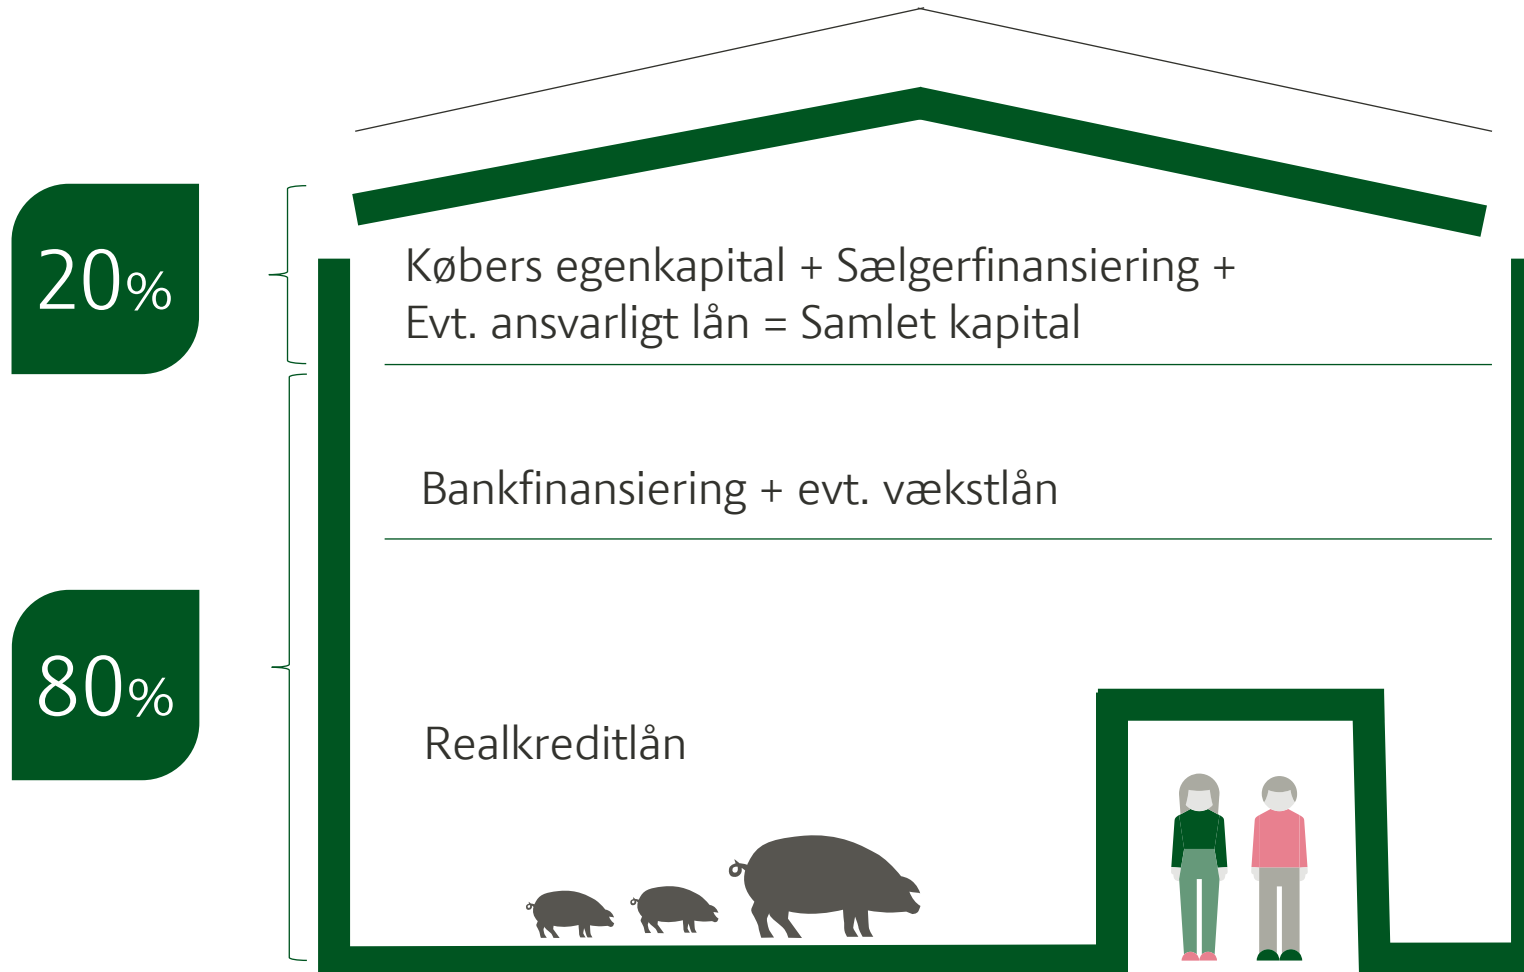 20%
Købers egenkapital + Sælgerfinansiering +
Evt. ansvarligt lån = Samlet kapital
Bankfinansiering + evt. vækstlån
80%
Realkreditlån